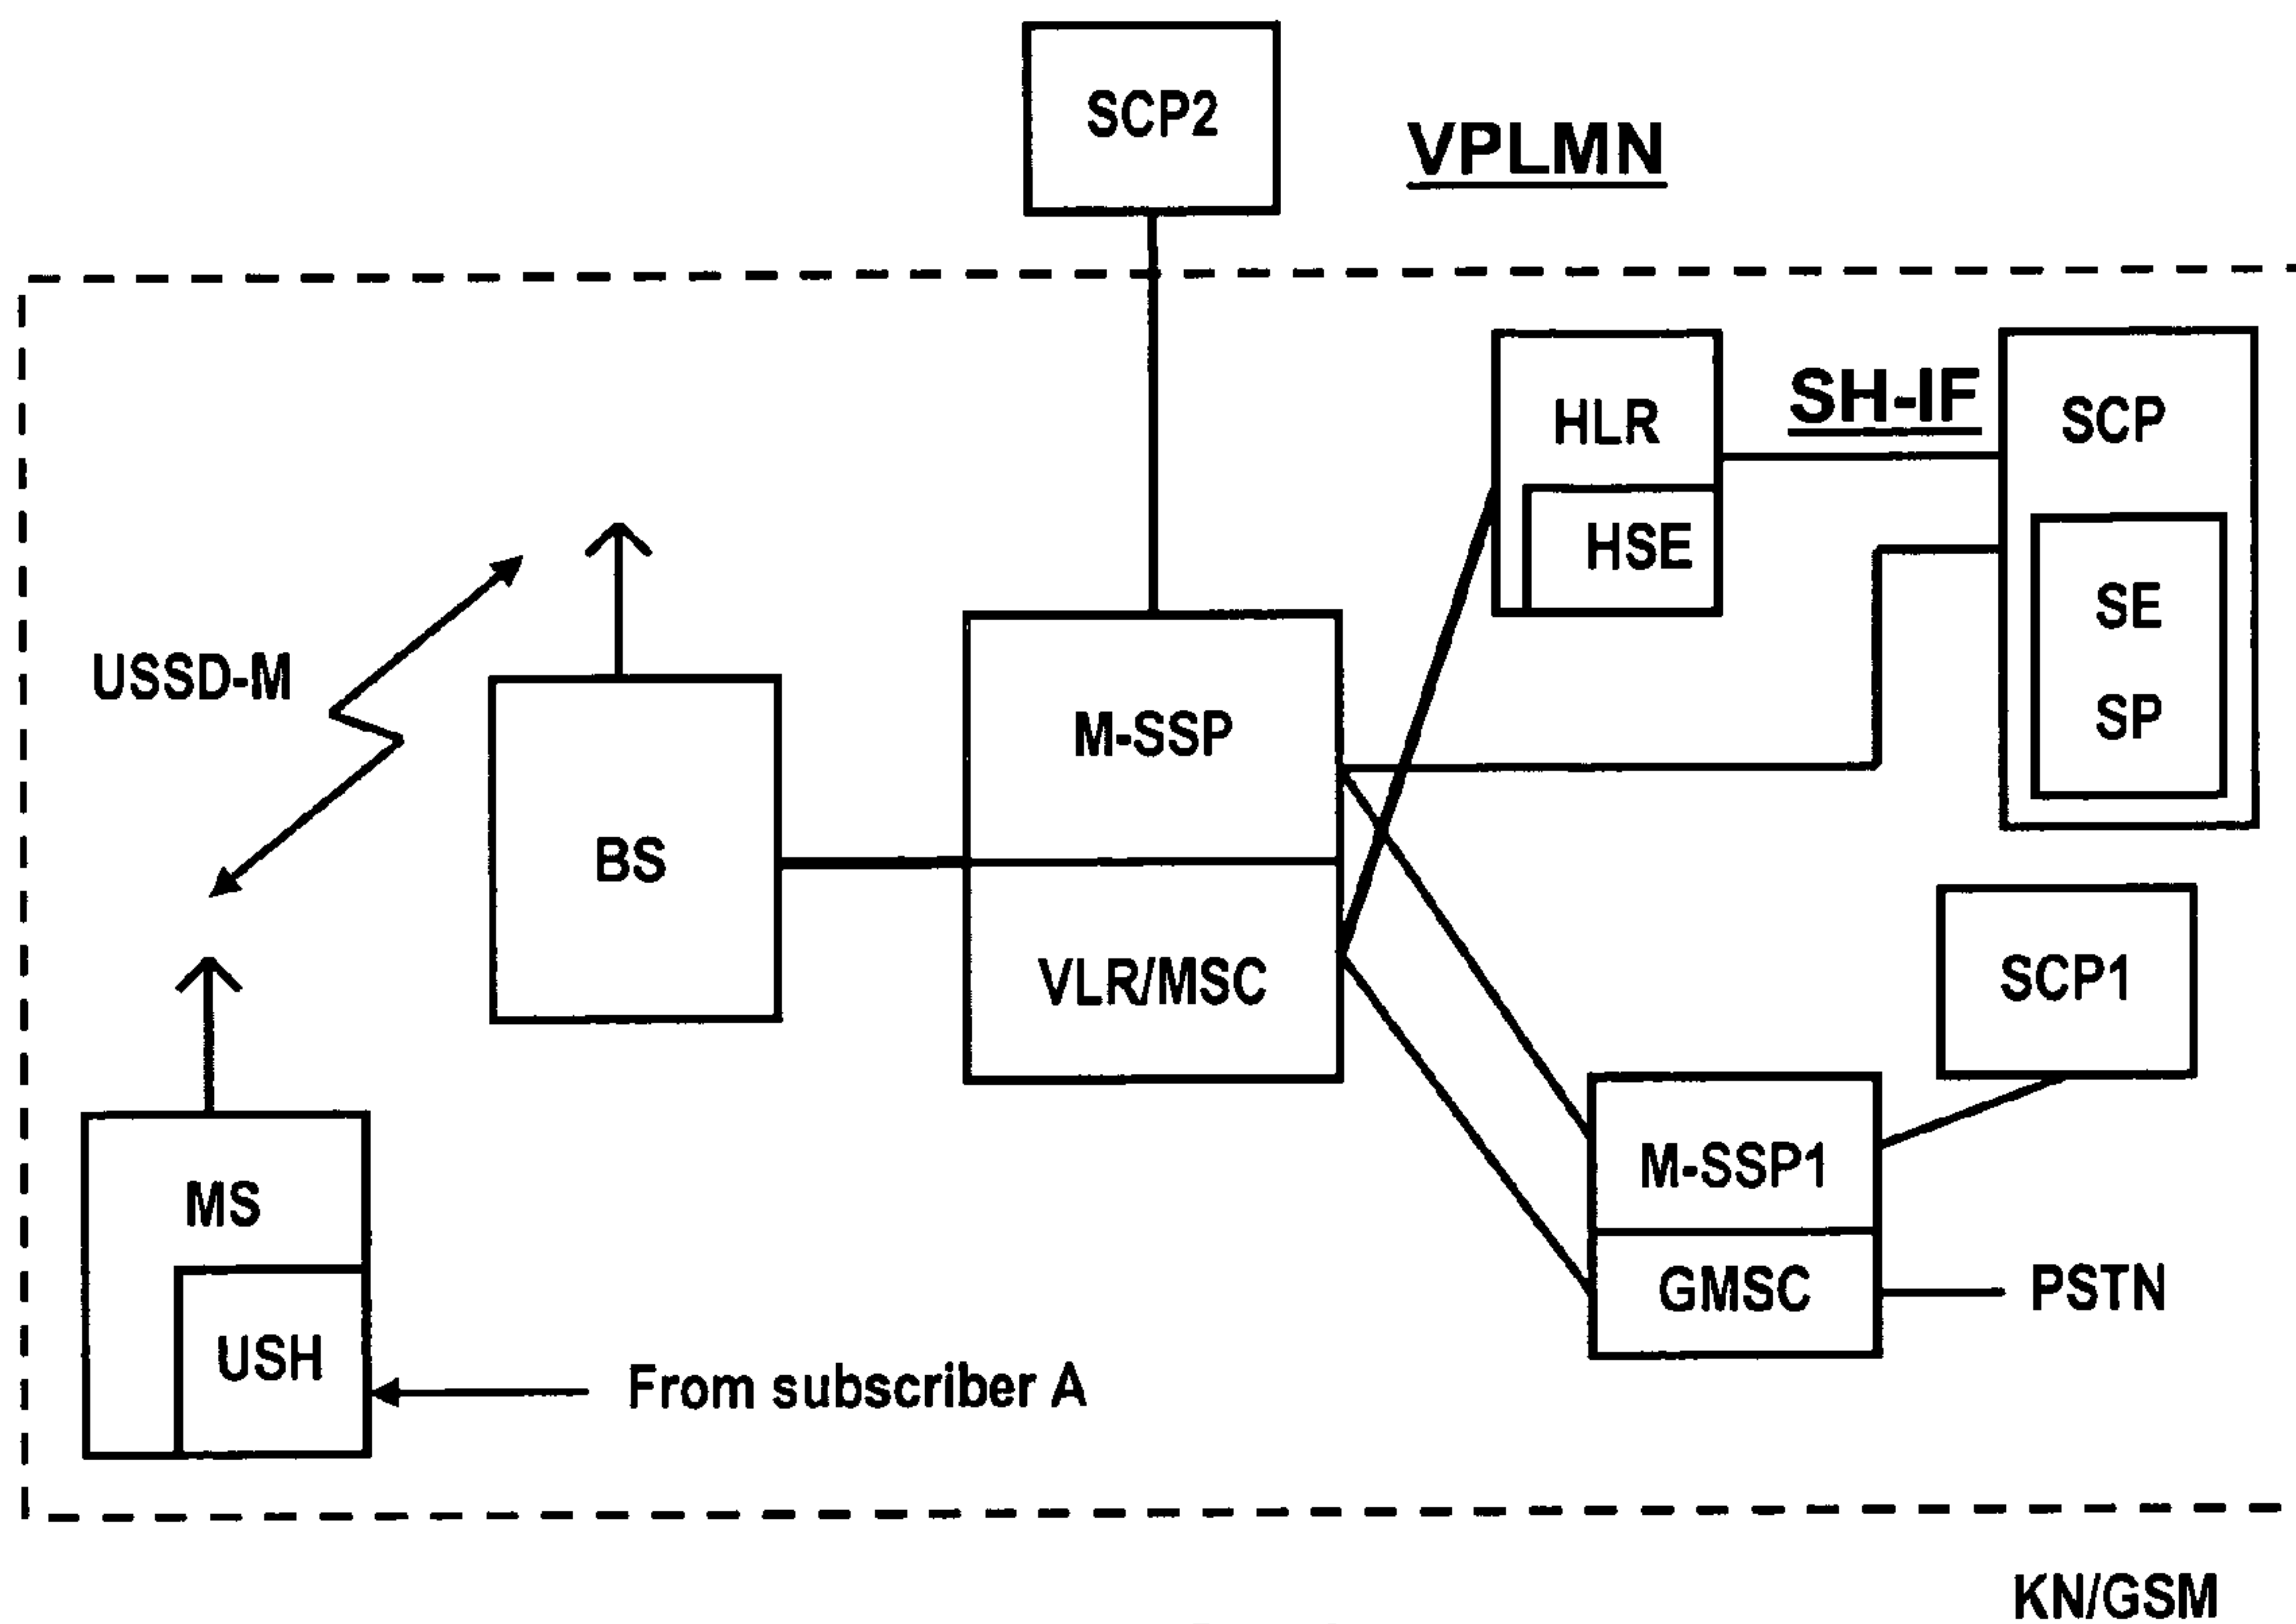 SCP2
VPLMN
HLR
SH-IF
SCP
HSE
SE
SP
USSD-M
M-SSP
BS
VLR/MSC
SCP1
MS
M-SSP1
USH
GMSC
PSTN
From subscriber A
KN/GSM